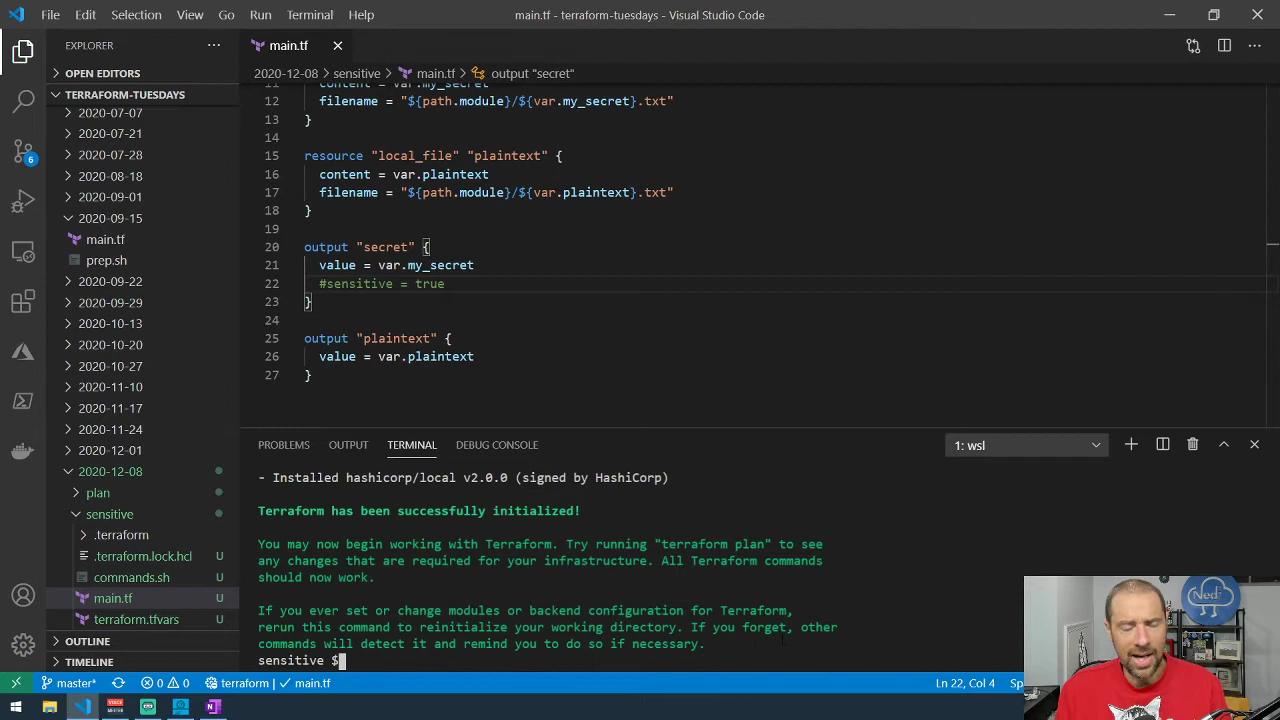 File Edit Selection View Go Run Terminal Help
main.tf - terraform-tuesdays - Visual Studio Code
EXPLORER
OPEN EDITORS
TERRAFORM-TUESDAYS
2020-07-07
2020-07-21
2020-07-28
2020-08-18
2020-09-01
2020-09-15
main.tf
prep.sh
2020-09-22
2020-09-29
2020-10-13
2020-10-20
2020-10-27
2020-11-10
2020-11-17
2020-11-24
2020-12-01
2020-12-08
plan
sensitive
.terraform
.terraform.lock.hcl U
commands.sh U
main.tf U
terraform.tfvars U
OUTLINE
TIMELINE
6
main.tf
2020-12-08 > sensitive > main.tf > output "secret"
11 content = var.my_secret
12 filename = "${path.module}/${var.my_secret}.txt"
13 }
14
15 resource "local_file" "plaintext" {
16 content = var.plaintext
17 filename = "${path.module}/${var.plaintext}.txt"
18 }
19
20 output "secret" {
21 value = var.my_secret
22 #sensitive = true
23 }
24
25 output "plaintext" {
26 value = var.plaintext
27 }
PROBLEMS OUTPUT TERMINAL DEBUG CONSOLE
1: wsl
- Installed hashicorp/local v2.0.0 (signed by HashiCorp)
Terraform has been successfully initialized!
You may now begin working with Terraform. Try running "terraform plan" to see
any changes that are required for your infrastructure. All Terraform commands
should now work.
If you ever set or change modules or backend configuration for Terraform,
rerun this command to reinitialize your working directory. If you forget, other
commands will detect it and remind you to do so if necessary.
sensitive $
Ned
master* 0 0 terraform | main.tf
Ln 22, Col 4